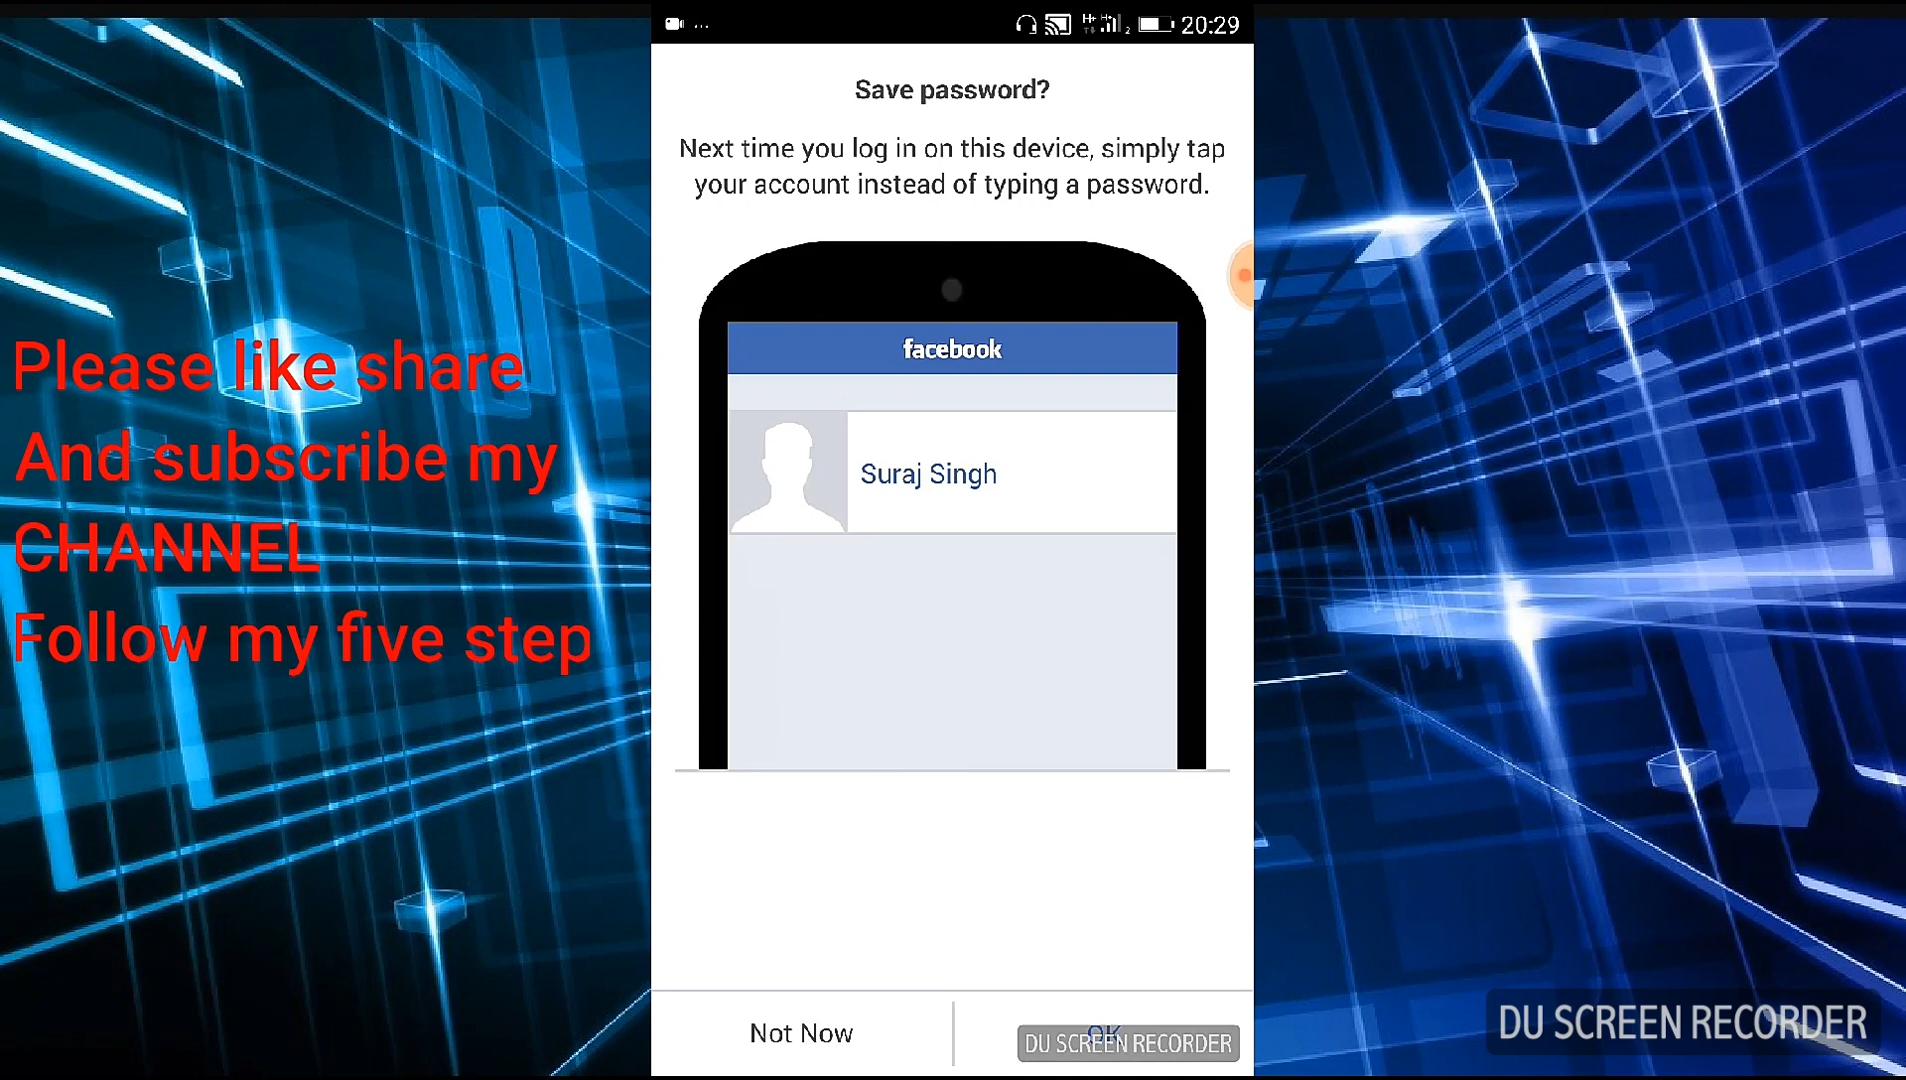 20:29
Save password?
Next time you log in on this device, simply tap
your account instead of typing a password.
facebook
Suraj Singh
Please like share
And subscribe my
CHANNEL
Follow my five step
Not Now
OK
DU SCREEN RECORDER
DU SCREEN RECORDER